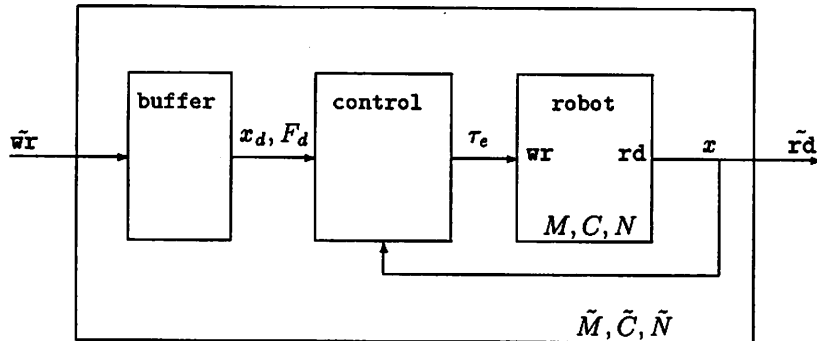 buffer control robot
w̃r x_d, F_d τ_e wr rd x r̃d
M, C, N
M̃, C̃, Ñ